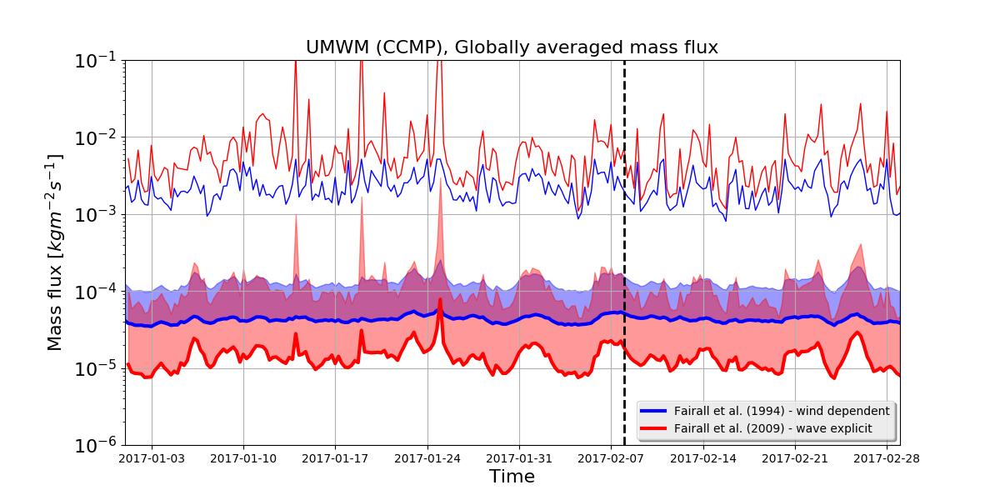 UMWM (CCMP), Globally averaged mass flux
Mass flux [kgm⁻²s⁻¹]
10⁻¹
10⁻²
10⁻³
10⁻⁴
10⁻⁵
10⁻⁶
Fairall et al. (1994) - wind dependent
Fairall et al. (2009) - wave explicit
2017-01-03 2017-01-10 2017-01-17 2017-01-24 2017-01-31 2017-02-07 2017-02-14 2017-02-21 2017-02-28
Time